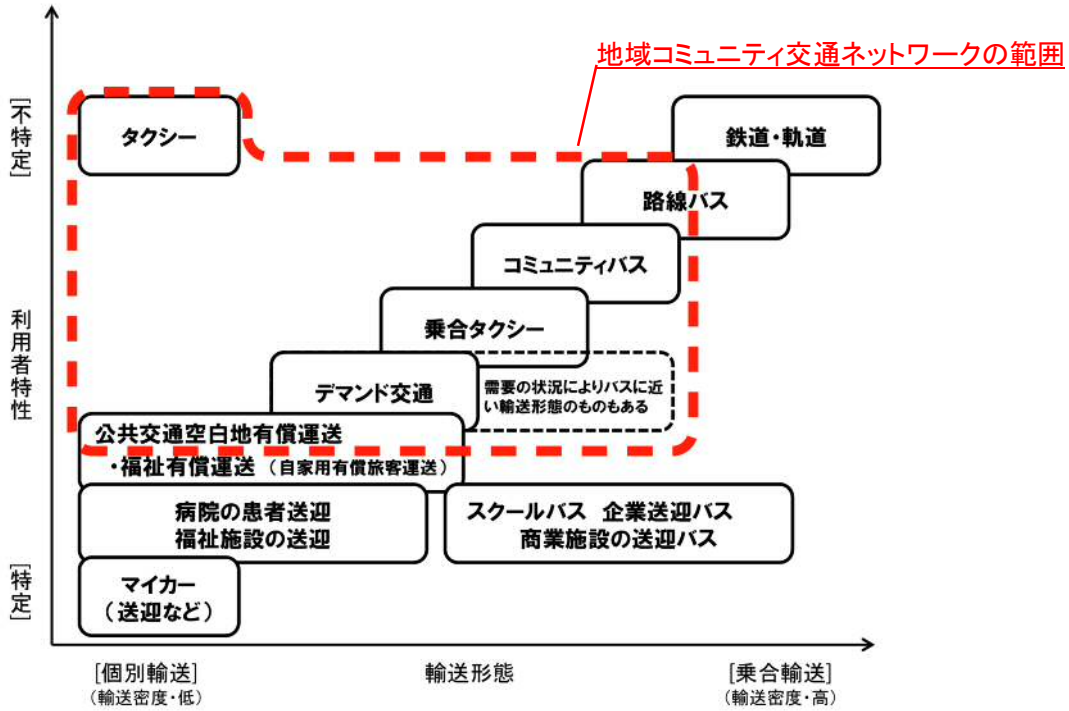 地域コミュニティ交通ネットワークの範囲
[不特定]
タクシー
鉄道・軌道
路線バス
コミュニティバス
乗合タクシー
利用者特性
デマンド交通
需要の状況によりバスに近
い輸送形態のものもある
公共交通空白地有償運送
・福祉有償運送（自家用有償旅客運送）
病院の患者送迎
福祉施設の送迎
スクールバス 企業送迎バス
商業施設の送迎バス
[特定]
マイカー
（送迎など）
[個別輸送]
（輸送密度・低）
輸送形態
[乗合輸送]
（輸送密度・高）